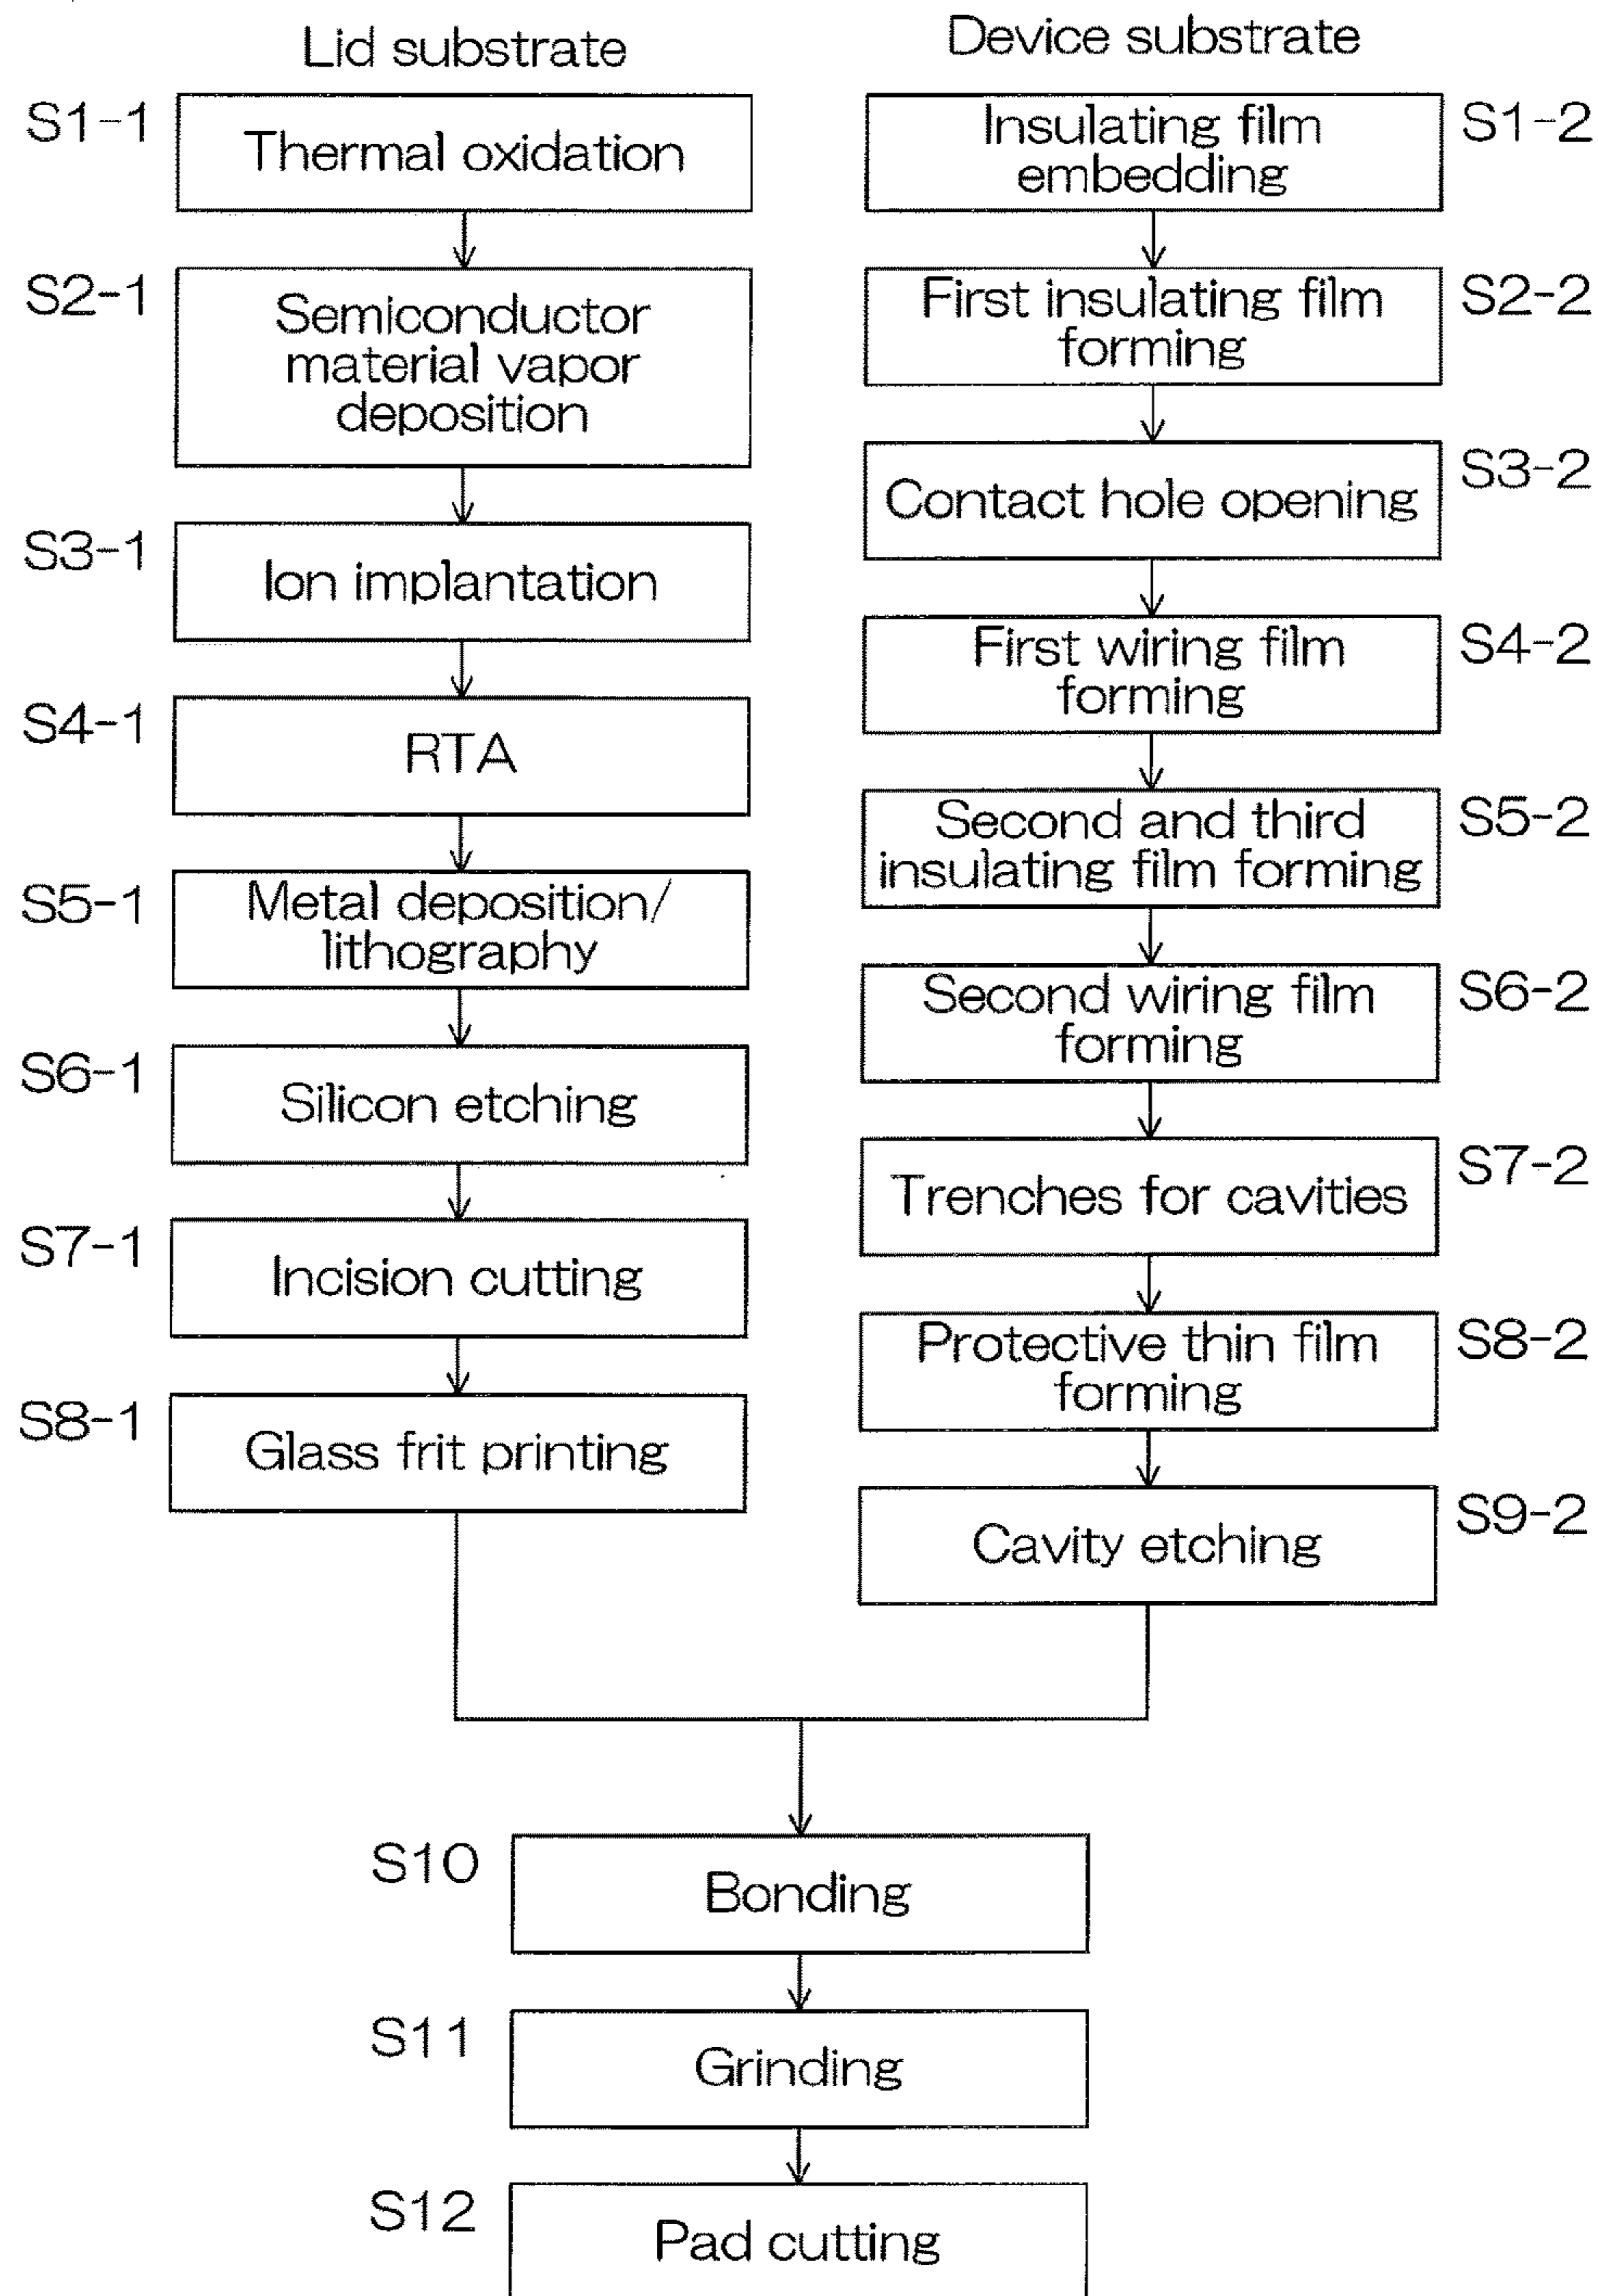 Lid substrate
S1-1
Thermal oxidation
S2-1
Semiconductor
material vapor
deposition
S3-1
Ion implantation
S4-1
RTA
S5-1
Metal deposition/
lithography
S6-1
Silicon etching
S7-1
Incision cutting
S8-1
Glass frit printing
Device substrate
Insulating film
embedding
S1-2
First insulating film
forming
S2-2
Contact hole opening
S3-2
First wiring film
forming
S4-2
Second and third
insulating film forming
S5-2
Second wiring film
forming
S6-2
Trenches for cavities
S7-2
Protective thin film
forming
S8-2
Cavity etching
S9-2
S10
Bonding
S11
Grinding
S12
Pad cutting